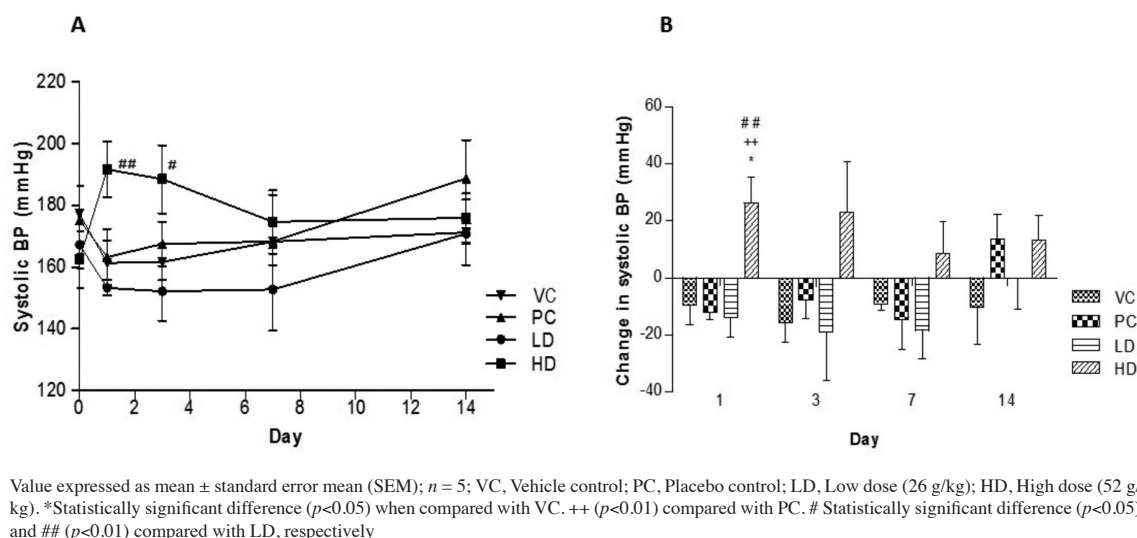 A
B
220
200
180
160
140
120
Systolic BP (mmHg)
##
#
0 2 4 6 8 10 12 14
Day
VC
PC
LD
HD
60
40
20
0
-20
-40
Change in systolic BP (mmHg)
##
++
*
1 3 7 14
Day
VC
PC
LD
HD
Value expressed as mean ± standard error mean (SEM); n = 5; VC, Vehicle control; PC, Placebo control; LD, Low dose (26 g/kg); HD, High dose (52 g/
kg). *Statistically significant difference (p<0.05) when compared with VC. ++ (p<0.01) compared with PC. # Statistically significant difference (p<0.05)
and ## (p<0.01) compared with LD, respectively